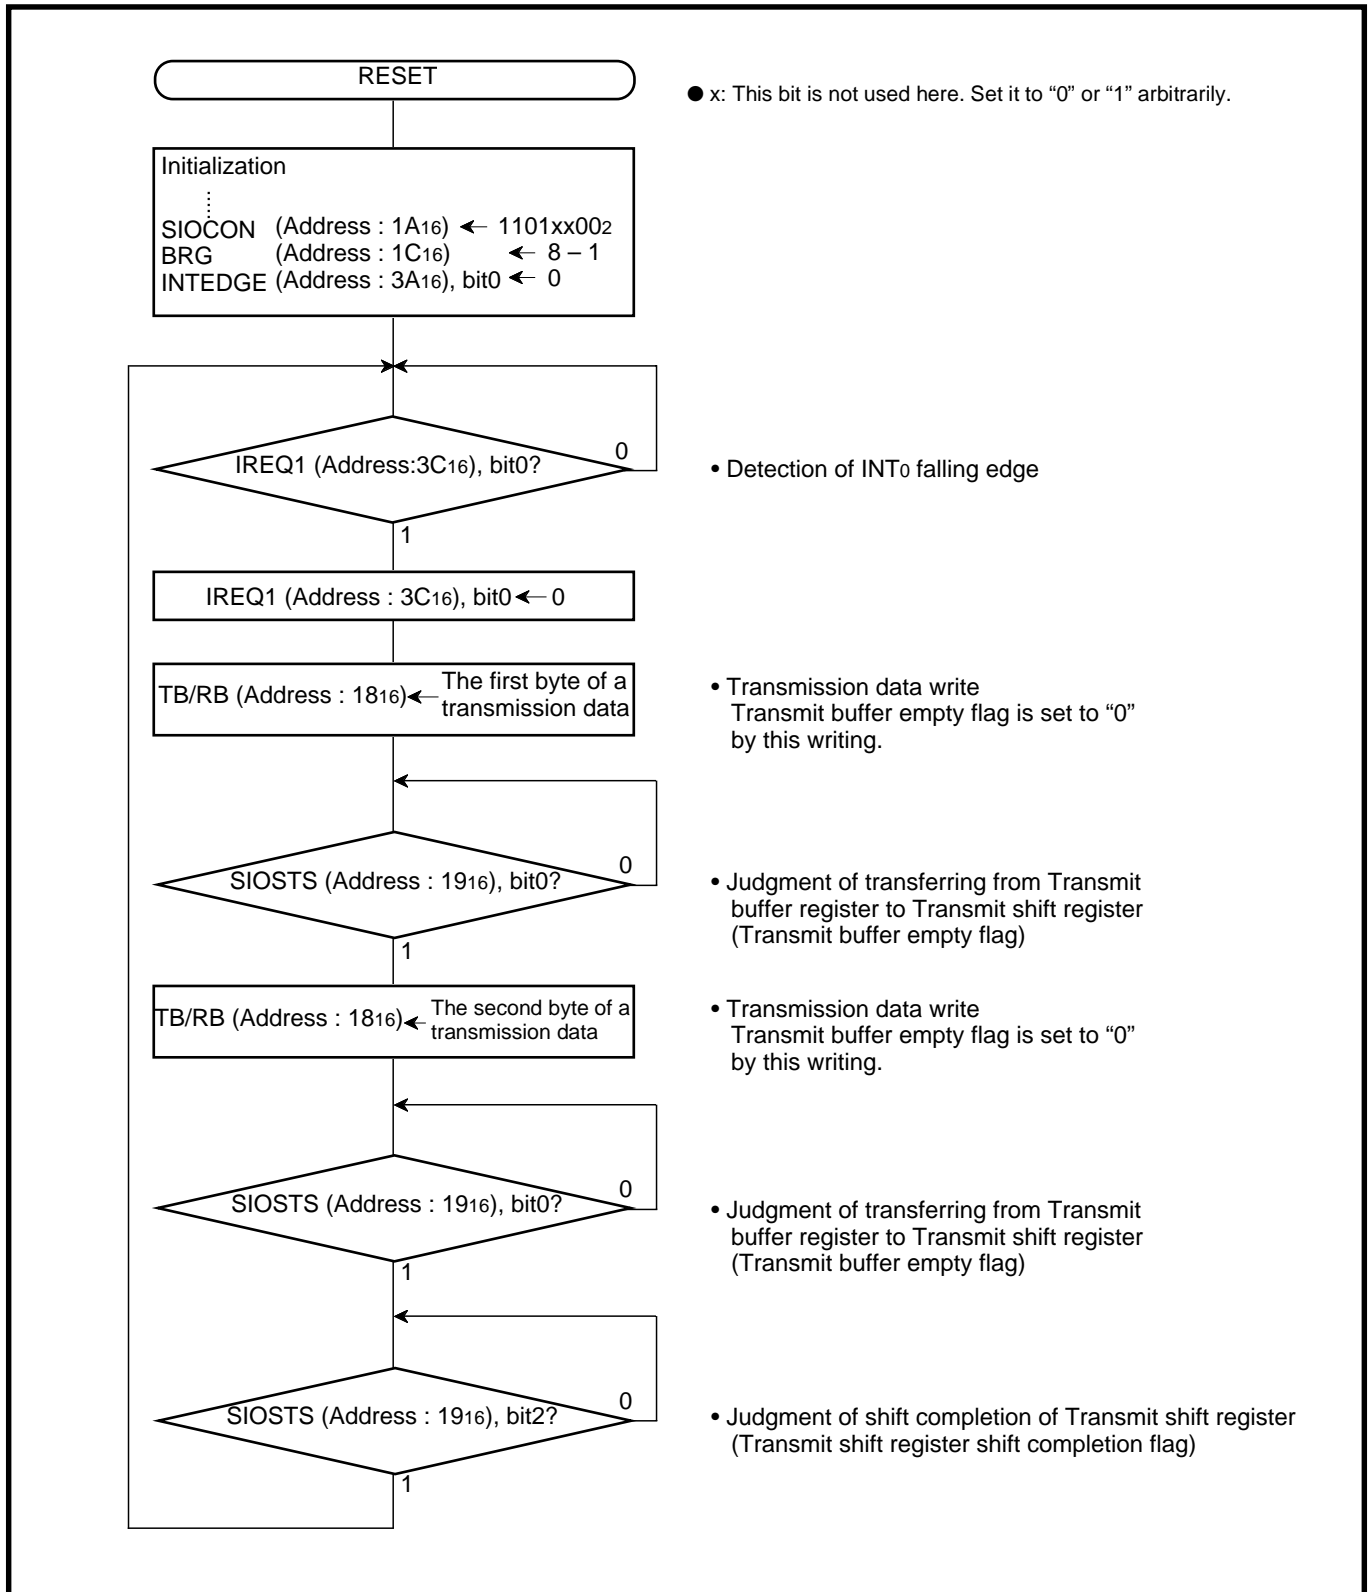 RESET
● x: This bit is not used here. Set it to “0” or “1” arbitrarily.
Initialization
SIOCON (Address : 1A16) ← 1101xx002
BRG (Address : 1C16) ← 8 – 1
INTEDGE (Address : 3A16), bit0 ← 0
IREQ1 (Address:3C16), bit0?
0
• Detection of INT0 falling edge
1
IREQ1 (Address : 3C16), bit0 ← 0
TB/RB (Address : 1816) ← The first byte of a
transmission data
• Transmission data write
Transmit buffer empty flag is set to “0”
by this writing.
SIOSTS (Address : 1916), bit0?
0
• Judgment of transferring from Transmit
buffer register to Transmit shift register
(Transmit buffer empty flag)
1
TB/RB (Address : 1816) ← The second byte of a
transmission data
• Transmission data write
Transmit buffer empty flag is set to “0”
by this writing.
SIOSTS (Address : 1916), bit0?
0
• Judgment of transferring from Transmit
buffer register to Transmit shift register
(Transmit buffer empty flag)
1
SIOSTS (Address : 1916), bit2?
0
• Judgment of shift completion of Transmit shift register
(Transmit shift register shift completion flag)
1